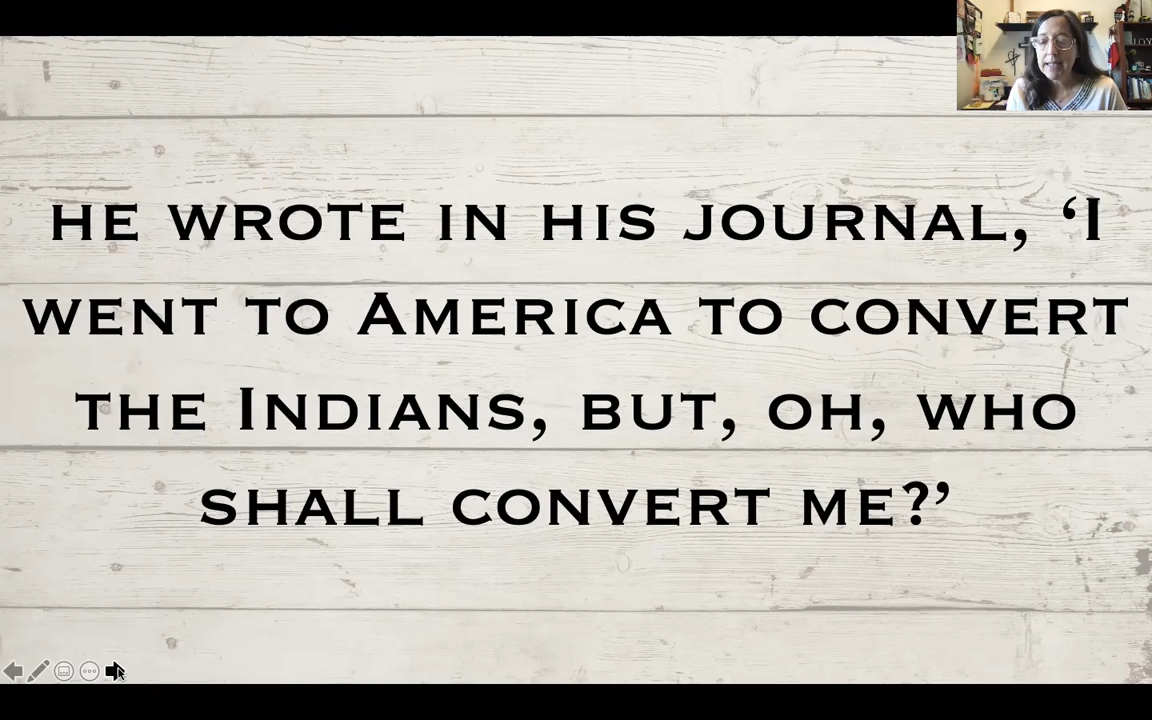 HE WROTE IN HIS JOURNAL, ‘I
WENT TO AMERICA TO CONVERT
THE INDIANS, BUT, OH, WHO
SHALL CONVERT ME?’